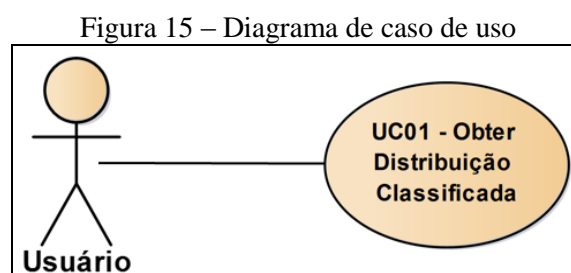 Figura 15 – Diagrama de caso de uso
UC01 - Obter
Distribuição
Classificada
Usuário